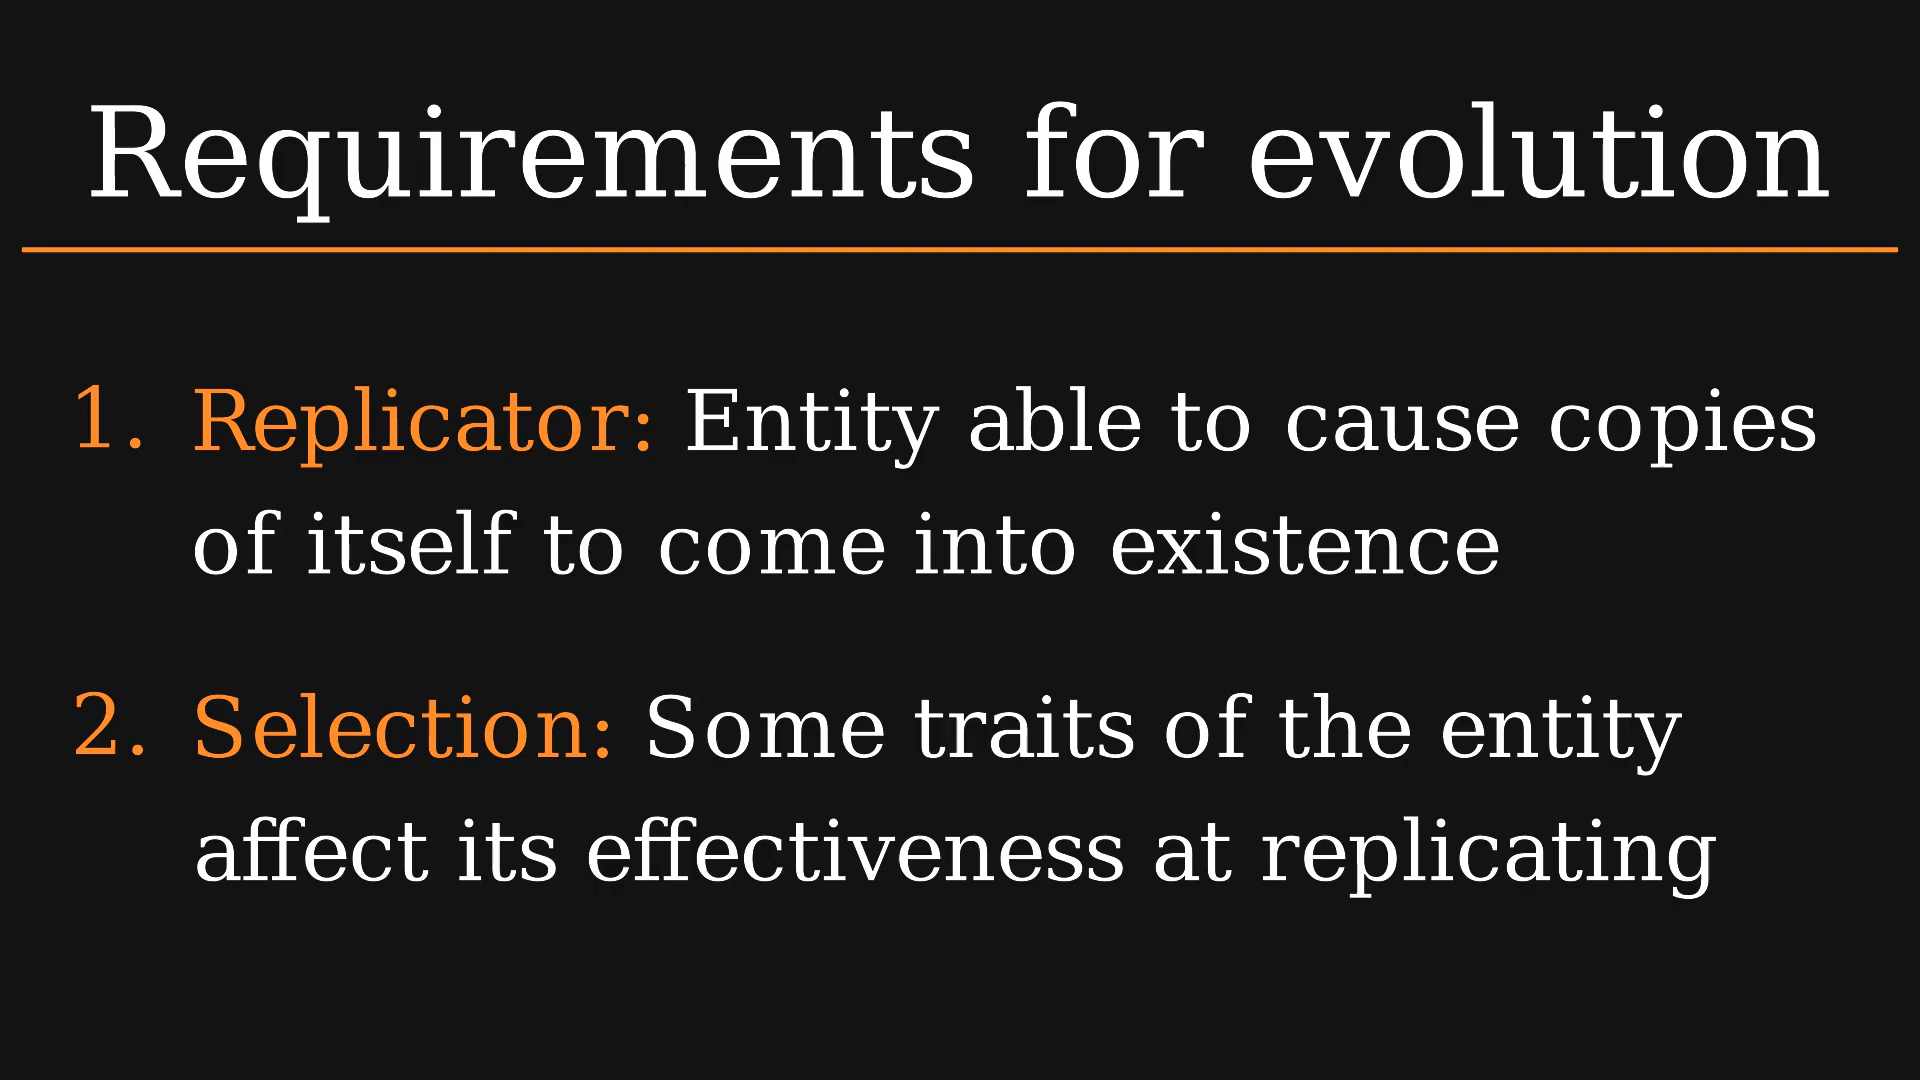 Requirements for evolution
1. Replicator: Entity able to cause copies
of itself to come into existence
2. Selection: Some traits of the entity
affect its effectiveness at replicating